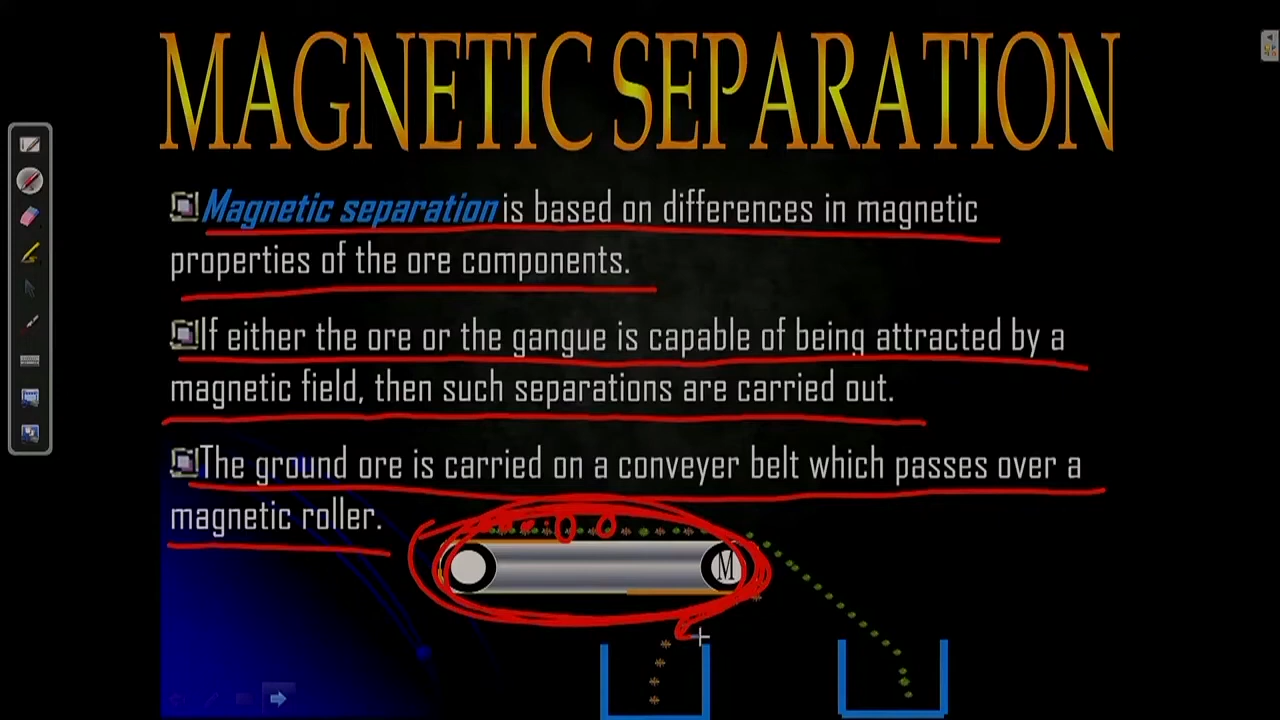 MAGNETIC SEPARATION
Magnetic separation is based on differences in magnetic
properties of the ore components.
If either the ore or the gangue is capable of being attracted by a
magnetic field, then such separations are carried out.
The ground ore is carried on a conveyer belt which passes over a
magnetic roller.
M